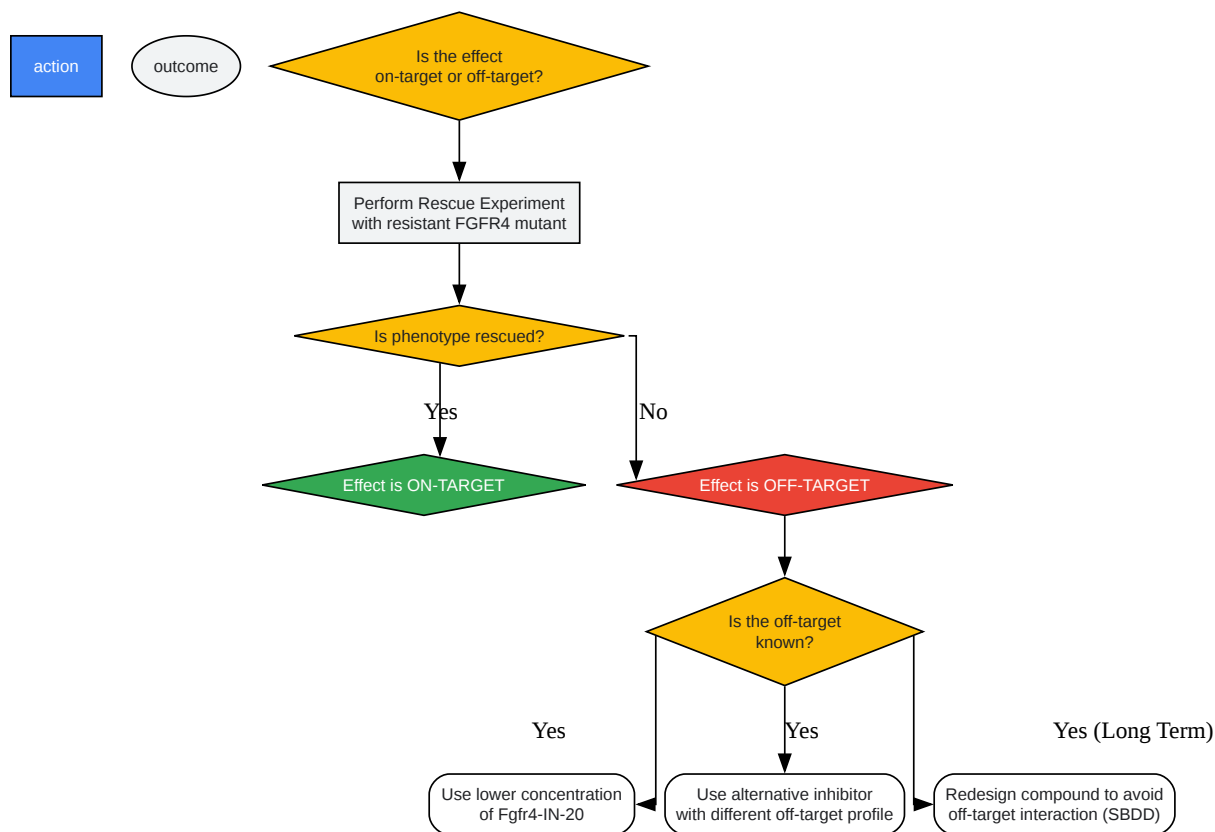 action
outcome
Is the effect
on-target or off-target?
Perform Rescue Experiment
with resistant FGFR4 mutant
Is phenotype rescued?
Yes
No
Effect is ON-TARGET
Effect is OFF-TARGET
Is the off-target
known?
Yes
Yes
Yes (Long Term)
Use lower concentration
of Fgfr4-IN-20
Use alternative inhibitor
with different off-target profile
Redesign compound to avoid
off-target interaction (SBDD)